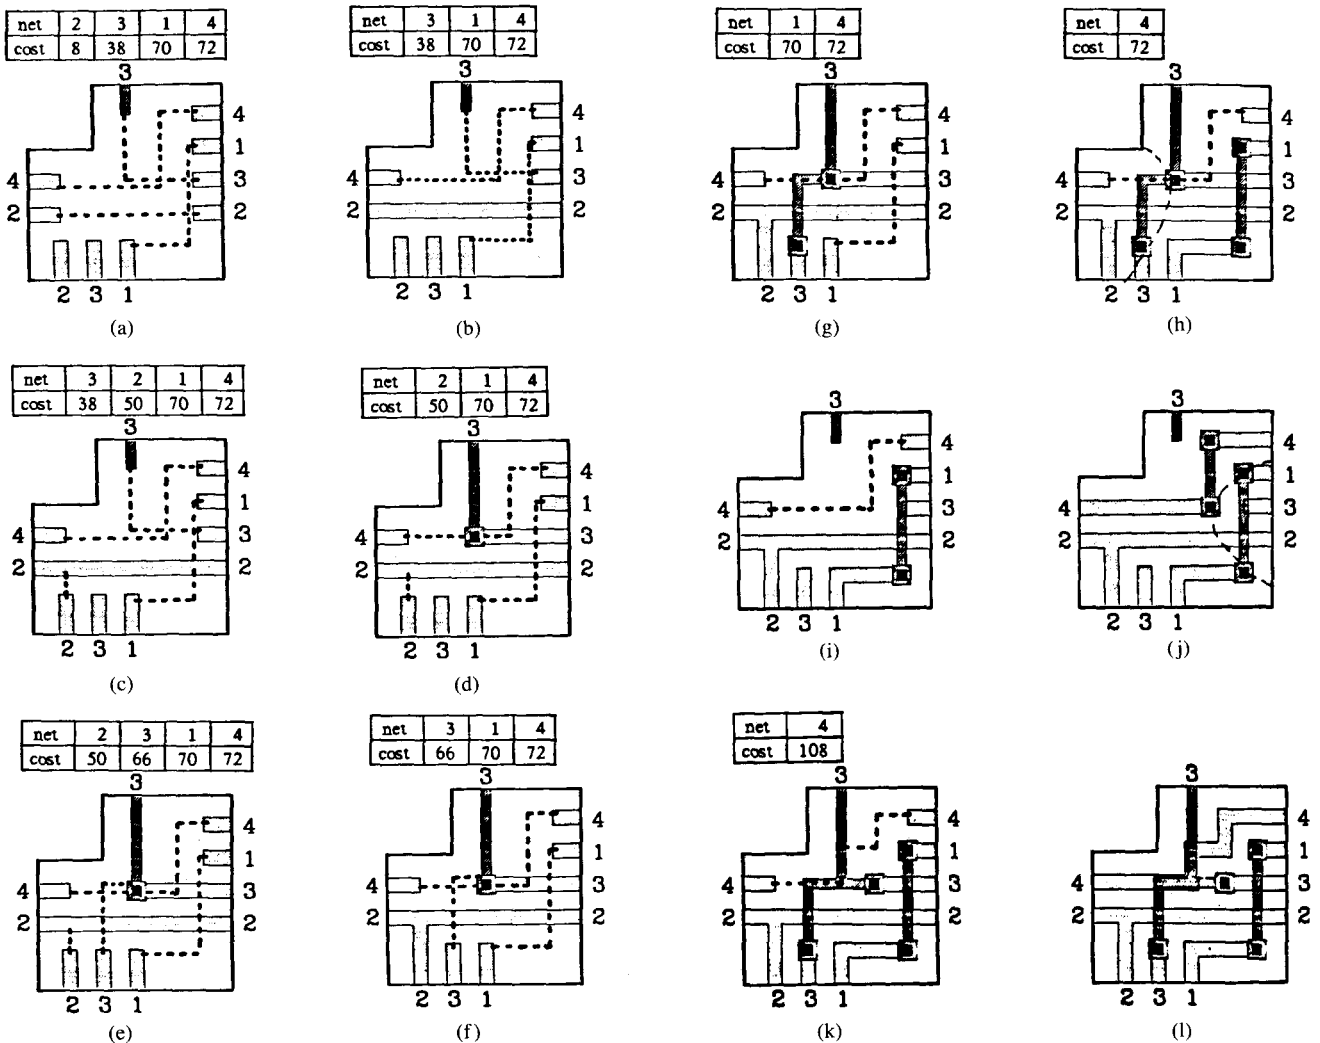 net 2 3 1 4
cost 8 38 70 72
3
4
1
4
3
2
2
2 3 1
(a)
net 3 1 4
cost 38 70 72
3
4
1
4
3
2
2
2 3 1
(b)
net 1 4
cost 70 72
3
4
1
4
3
2
2
2 3 1
(g)
net 4
cost 72
3
4
1
4
3
2
2
2 3 1
(h)
net 3 2 1 4
cost 38 50 70 72
3
4
1
4
3
2
2
2 3 1
(c)
net 2 1 4
cost 50 70 72
3
4
1
4
3
2
2
2 3 1
(d)
3
4
1
4
3
2
2
2 3 1
(i)
3
4
1
4
3
2
2
2 3 1
(j)
net 2 3 1 4
cost 50 66 70 72
3
4
1
4
3
2
2
2 3 1
(e)
net 3 1 4
cost 66 70 72
3
4
1
4
3
2
2
2 3 1
(f)
net 4
cost 108
3
4
1
4
3
2
2
2 3 1
(k)
3
4
1
4
3
2
2
2 3 1
(l)